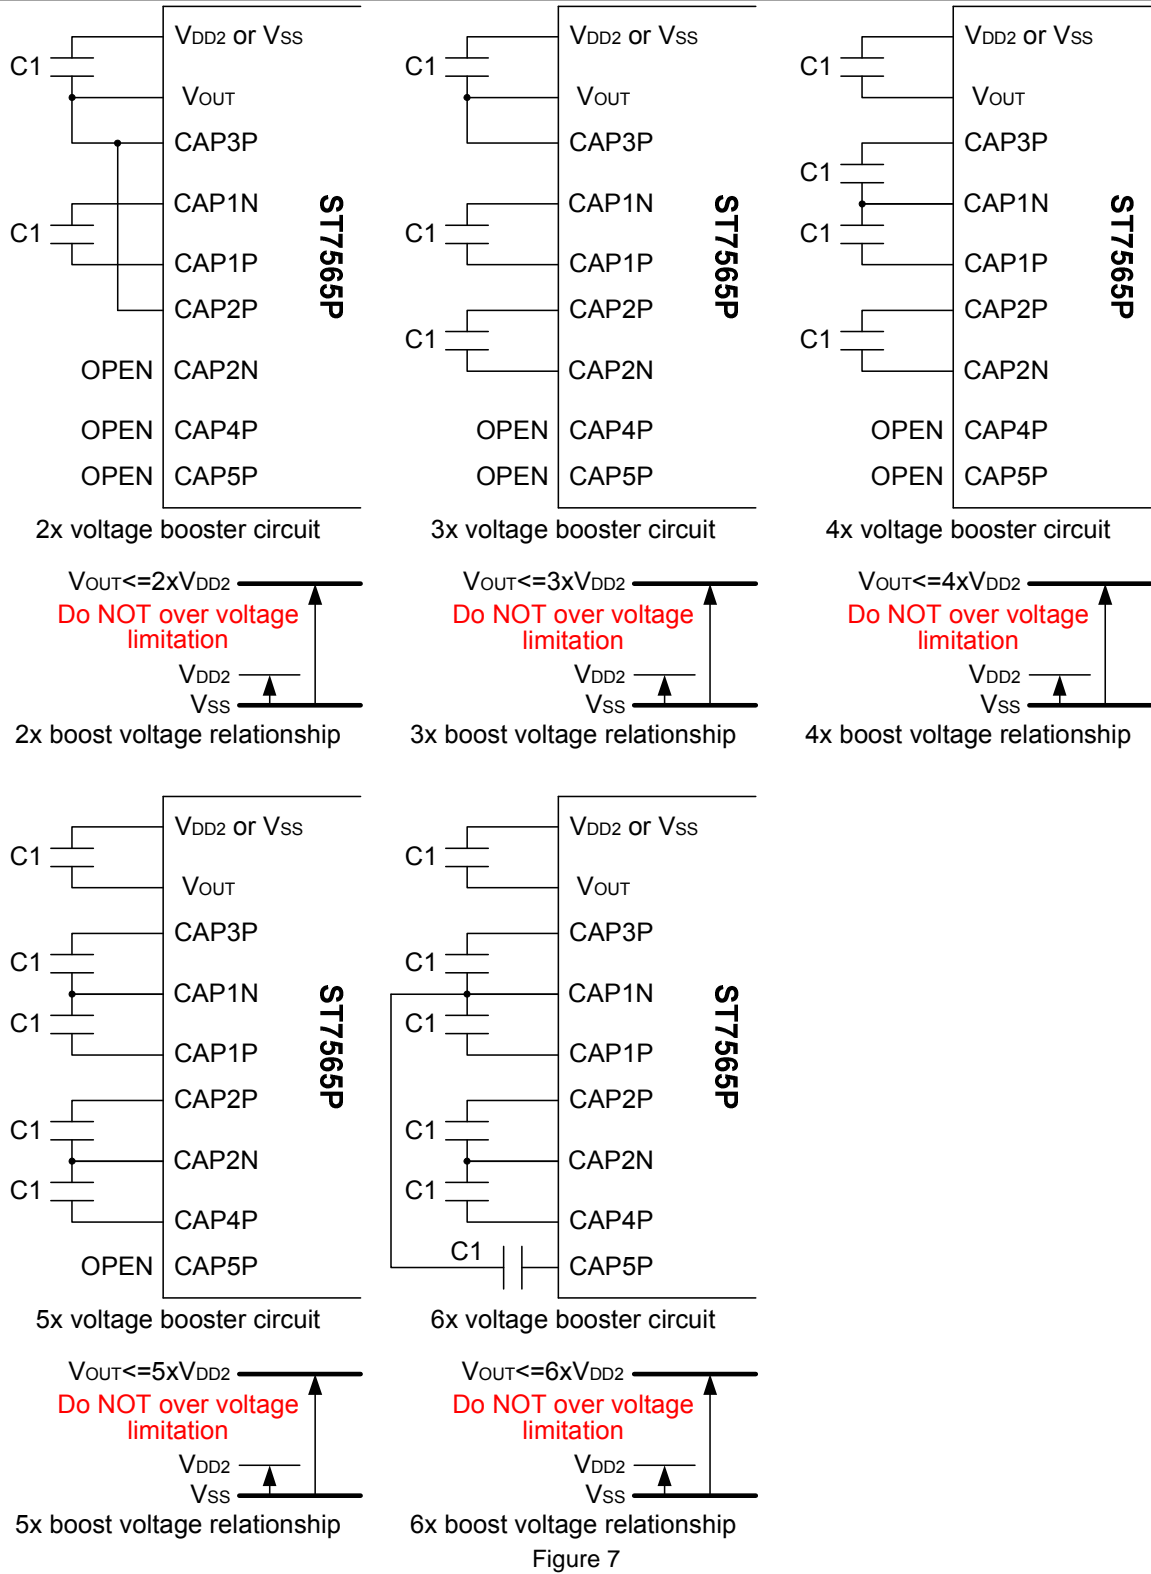 VDD2 or VSS
C1
VOUT
CAP3P
CAP1N
C1
CAP1P
CAP2P
OPEN CAP2N
OPEN CAP4P
OPEN CAP5P
ST7565P
2x voltage booster circuit
VOUT<=2xVDD2
Do NOT over voltage
limitation
VDD2
VSS
2x boost voltage relationship
VDD2 or VSS
C1
VOUT
CAP3P
CAP1N
C1
CAP1P
CAP2P
C1
CAP2N
OPEN CAP4P
OPEN CAP5P
ST7565P
3x voltage booster circuit
VOUT<=3xVDD2
Do NOT over voltage
limitation
VDD2
VSS
3x boost voltage relationship
VDD2 or VSS
C1
VOUT
CAP3P
C1
CAP1N
C1
CAP1P
CAP2P
C1
CAP2N
OPEN CAP4P
OPEN CAP5P
ST7565P
4x voltage booster circuit
VOUT<=4xVDD2
Do NOT over voltage
limitation
VDD2
VSS
4x boost voltage relationship
VDD2 or VSS
C1
VOUT
CAP3P
C1
CAP1N
C1
CAP1P
CAP2P
C1
CAP2N
C1
CAP4P
OPEN CAP5P
ST7565P
5x voltage booster circuit
VOUT<=5xVDD2
Do NOT over voltage
limitation
VDD2
VSS
5x boost voltage relationship
VDD2 or VSS
C1
VOUT
CAP3P
C1
CAP1N
C1
CAP1P
CAP2P
C1
CAP2N
C1
CAP4P
C1
CAP5P
ST7565P
6x voltage booster circuit
VOUT<=6xVDD2
Do NOT over voltage
limitation
VDD2
VSS
6x boost voltage relationship
Figure 7